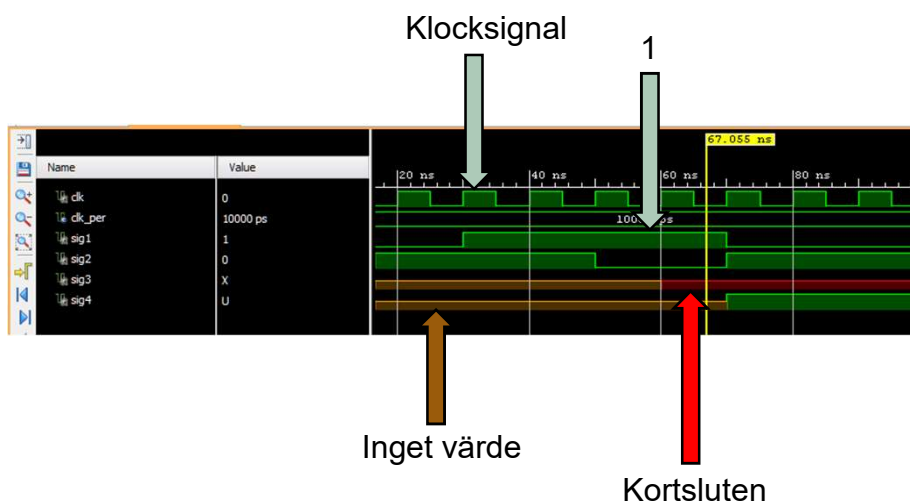 Klocksignal
1
67.055 ns
Name Value
20 ns 40 ns 60 ns 80 ns
clk 0
clk_per 10000 ps
sig1 1
sig2 0
sig3 X
sig4 U
Inget värde
Kortsluten